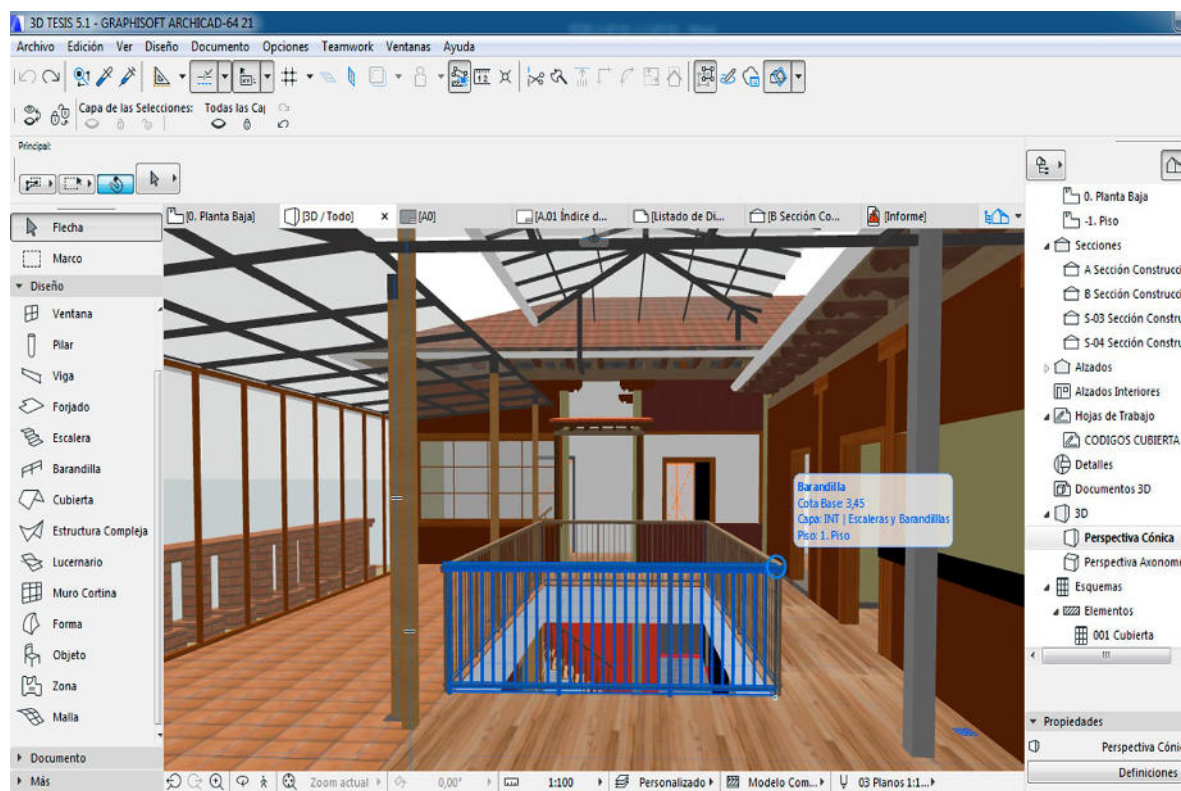 3D TESIS 5.1 - GRAPHISOFT ARCHICAD-64 21
Archivo Edición Ver Diseño Documento Opciones Teamwork Ventanas Ayuda
Capa de las Selecciones: Todas las Ca
Principal:
[0. Planta Baja] [3D / Todo] x [A0] [A.01 Índice d... [Listado de Di... [B Sección Co... [Informe]
Flecha
Marco
Diseño
Ventana
Pilar
Viga
Forjado
Escalera
Barandilla
Cubierta
Estructura Compleja
Lucernario
Muro Cortina
Forma
Objeto
Zona
Malla
Documento
Más
Barandilla
Cota Base 3,45
Capa: INT | Escaleras y Barandillas
Piso: 1. Piso
0. Planta Baja
-1. Piso
Secciones
A Sección Construcci
B Sección Construcci
S-03 Sección Constru
S-04 Sección Constru
Alzados
Alzados Interiores
Hojas de Trabajo
CODIGOS CUBIERTA
Detalles
Documentos 3D
3D
Perspectiva Cónica
Perspectiva Axonomé
Esquemas
Elementos
001 Cubierta
Propiedades
Perspectiva Cónic
Definiciones
Zoom actual 0,00° 1:100 Personalizado Modelo Com... 03 Planos 1:1...